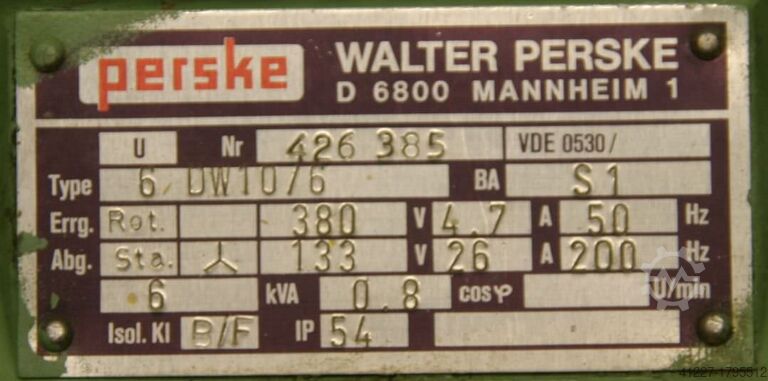 perske WALTER PERSKE
D 6800 MANNHEIM 1
U Nr 426 385 VDE 0530/
Type 6/DW10/6 BA S1
Errg. Rot. 380 V 4.7 A 50 Hz
Abg. Sta. 133 V 26 A 200 Hz
6 kVA 0.8 cosφ U/min
Isol. Kl B/F IP 54
41227-1795512